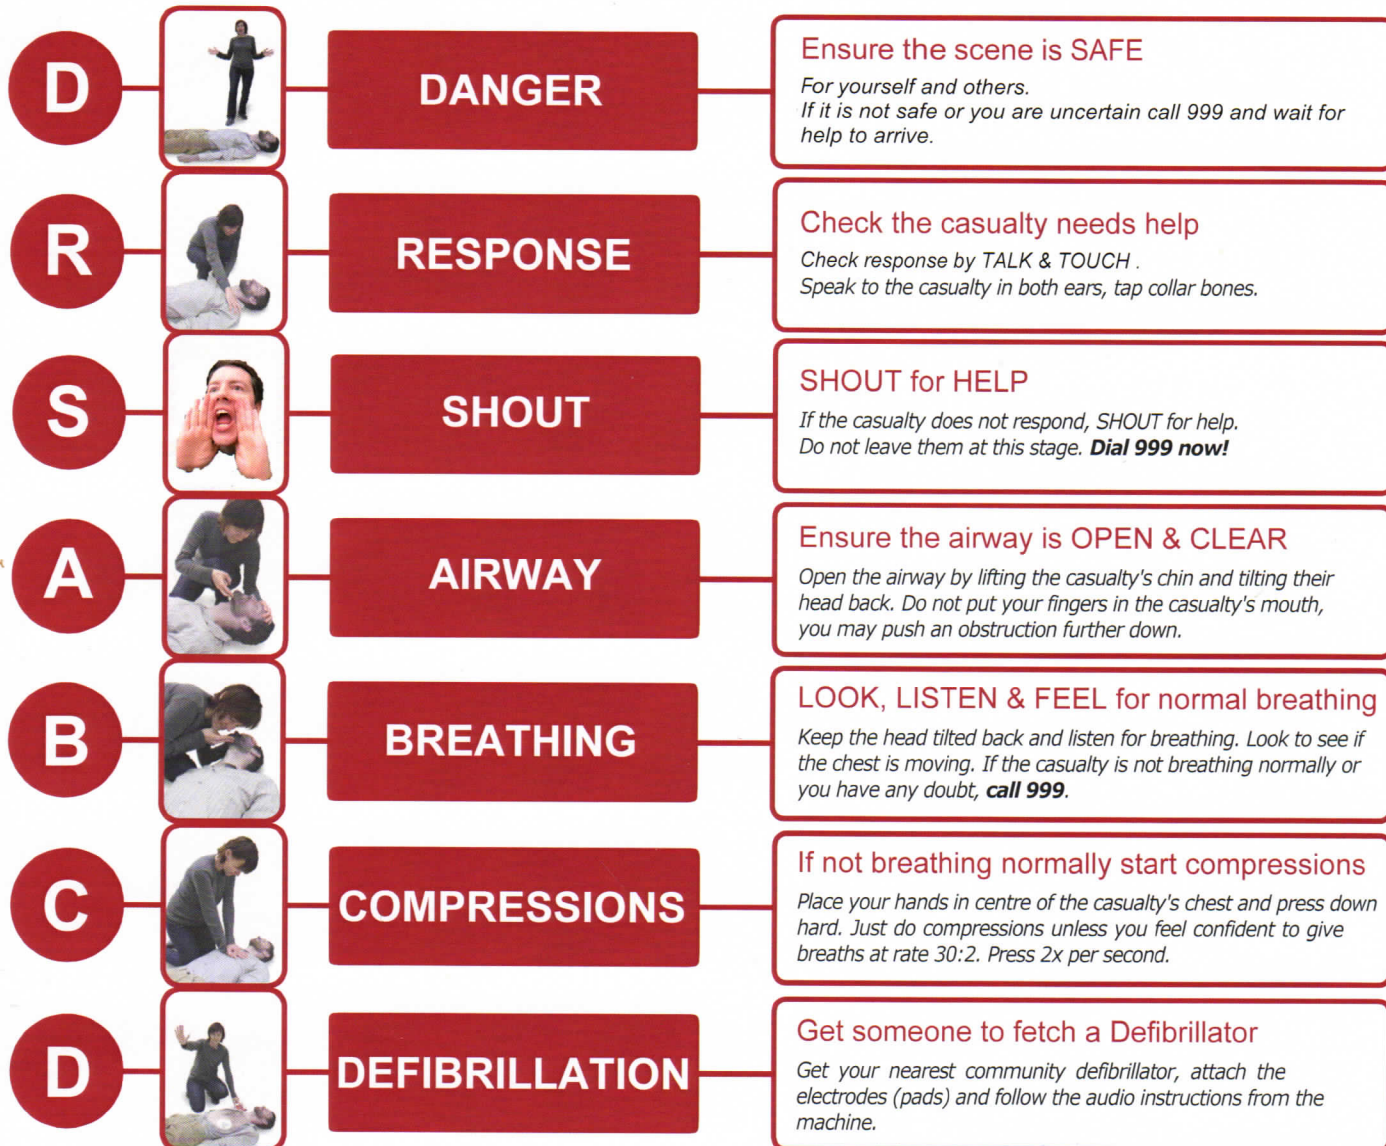 D
DANGER
Ensure the scene is SAFE
For yourself and others.
If it is not safe or you are uncertain call 999 and wait for
help to arrive.
R
RESPONSE
Check the casualty needs help
Check response by TALK & TOUCH .
Speak to the casualty in both ears, tap collar bones.
S
SHOUT
SHOUT for HELP
If the casualty does not respond, SHOUT for help.
Do not leave them at this stage. Dial 999 now!
A
AIRWAY
Ensure the airway is OPEN & CLEAR
Open the airway by lifting the casualty's chin and tilting their
head back. Do not put your fingers in the casualty's mouth,
you may push an obstruction further down.
B
BREATHING
LOOK, LISTEN & FEEL for normal breathing
Keep the head tilted back and listen for breathing. Look to see if
the chest is moving. If the casualty is not breathing normally or
you have any doubt, call 999.
C
COMPRESSIONS
If not breathing normally start compressions
Place your hands in centre of the casualty's chest and press down
hard. Just do compressions unless you feel confident to give
breaths at rate 30:2. Press 2x per second.
D
DEFIBRILLATION
Get someone to fetch a Defibrillator
Get your nearest community defibrillator, attach the
electrodes (pads) and follow the audio instructions from the
machine.